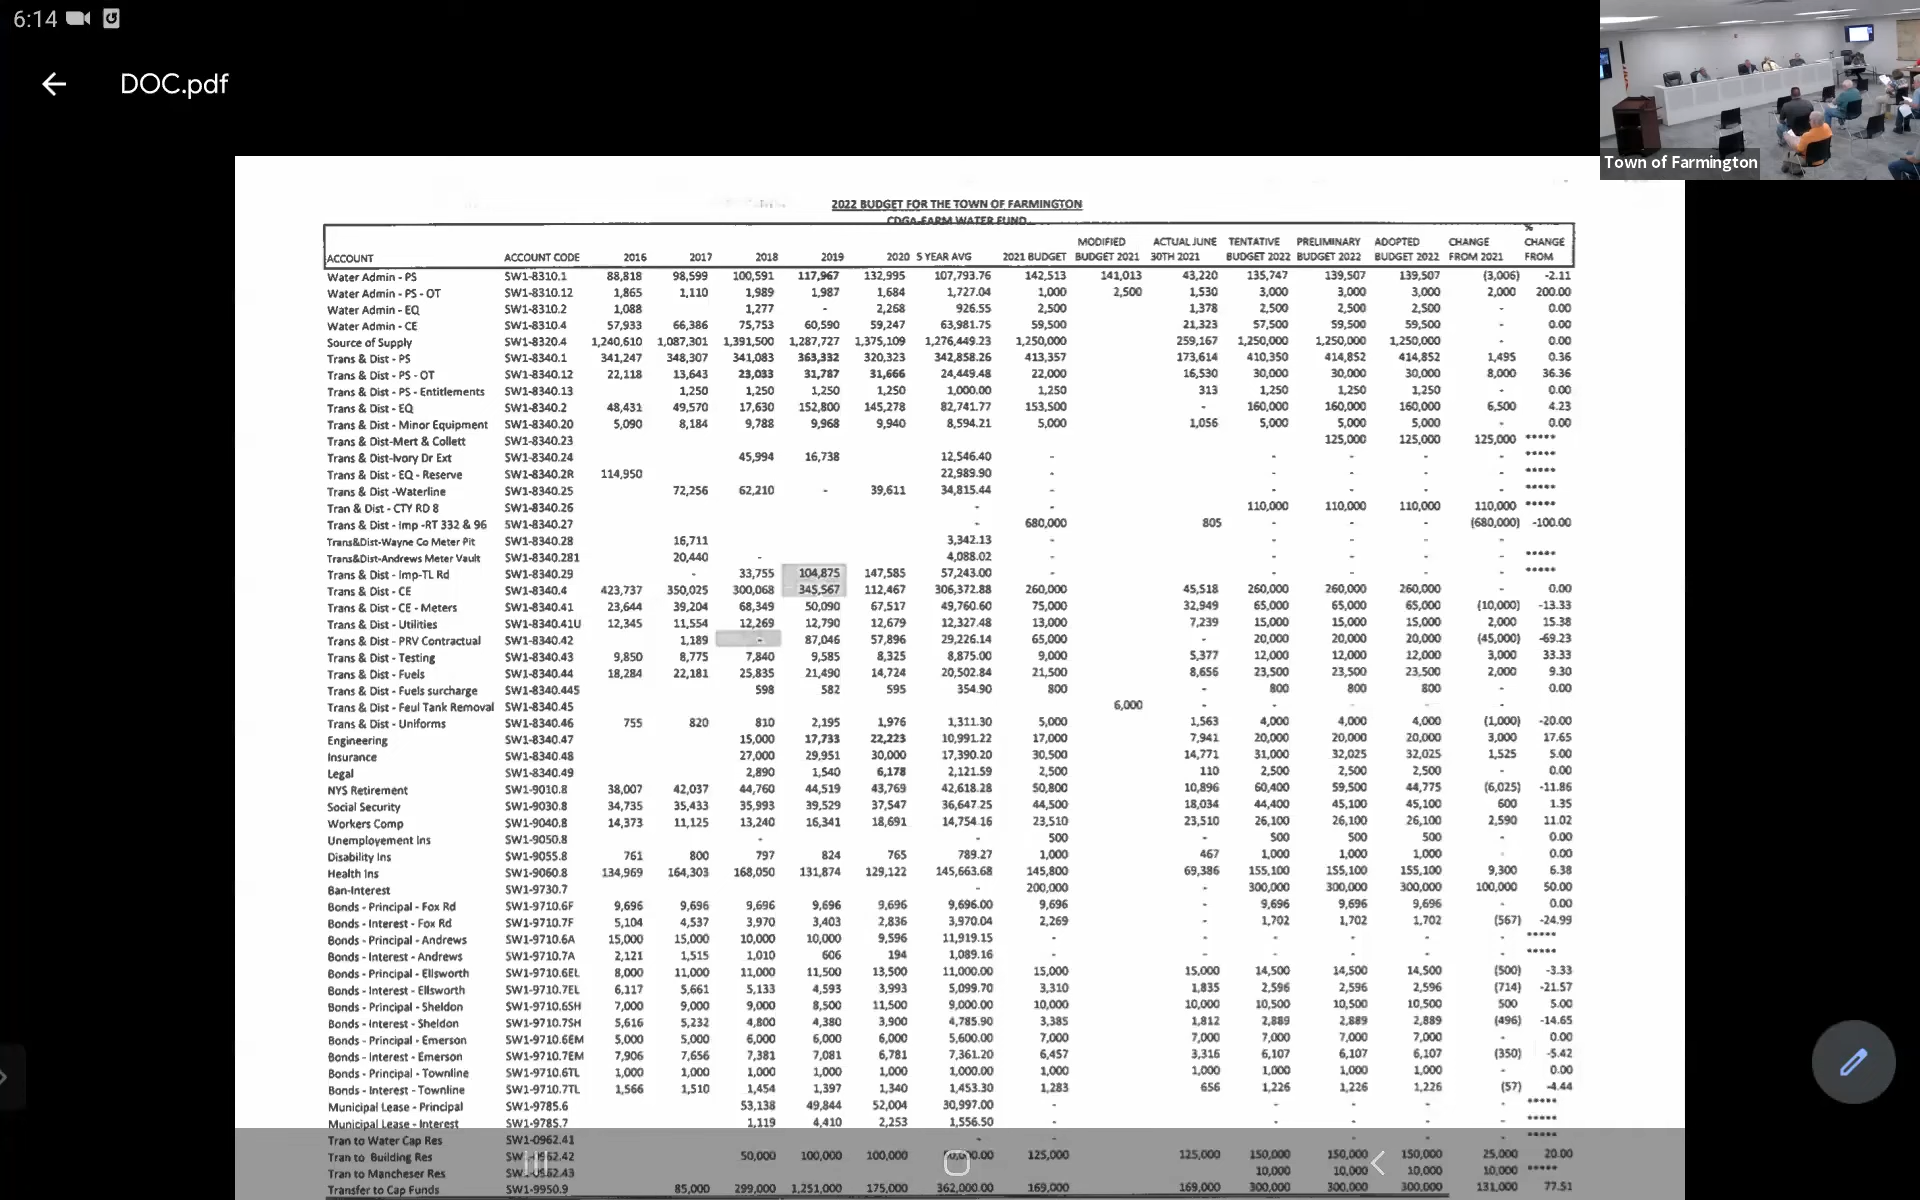 6:14
DOC.pdf
Town of Farmington
2022 BUDGET FOR THE TOWN OF FARMINGTON
CDGA-FARM WATER FUND
ACCOUNT ACCOUNT CODE 2016 2017 2018 2019 2020 5 YEAR AVG 2021 BUDGET MODIFIED BUDGET 2021 ACTUAL JUNE 30TH 2021 TENTATIVE BUDGET 2022 PRELIMINARY BUDGET 2022 ADOPTED BUDGET 2022 CHANGE FROM 2021 % CHANGE FROM
Water Admin - PS SW1-8310.1 88,818 98,599 100,591 117,967 132,995 107,793.76 142,513 141,013 43,220 135,747 139,507 139,507 (3,006) -2.11
Water Admin - PS - OT SW1-8310.12 1,865 1,110 1,989 1,987 1,684 1,727.04 1,000 2,500 1,530 3,000 3,000 3,000 2,000 200.00
Water Admin - EQ SW1-8310.2 1,088 1,277 - 2,268 926.55 2,500 1,378 2,500 2,500 2,500 - 0.00
Water Admin - CE SW1-8310.4 57,933 66,386 75,753 60,590 59,247 63,981.75 59,500 21,323 57,500 59,500 59,500 - 0.00
Source of Supply SW1-8320.4 1,240,610 1,087,301 1,391,500 1,287,727 1,375,109 1,276,449.23 1,250,000 259,167 1,250,000 1,250,000 1,250,000 - 0.00
Trans & Dist - PS SW1-8340.1 341,247 348,307 341,083 363,332 320,323 342,858.26 413,357 173,614 410,350 414,852 414,852 1,495 0.36
Trans & Dist - PS - OT SW1-8340.12 22,118 13,643 23,033 31,787 31,666 24,449.48 22,000 16,530 30,000 30,000 30,000 8,000 36.36
Trans & Dist - PS - Entitlements SW1-8340.13 1,250 1,250 1,250 1,250 1,000.00 1,250 313 1,250 1,250 1,250 - 0.00
Trans & Dist - EQ SW1-8340.2 48,431 49,570 17,630 152,800 145,278 82,741.77 153,500 - 160,000 160,000 160,000 6,500 4.23
Trans & Dist - Minor Equipment SW1-8340.20 5,090 8,184 9,788 9,968 9,940 8,594.21 5,000 1,056 5,000 5,000 5,000 - 0.00
Trans & Dist-Mert & Collett SW1-8340.23 125,000 125,000 125,000 *****
Trans & Dist-Ivory Dr Ext SW1-8340.24 45,994 16,738 12,546.40 - - - - - *****
Trans & Dist - EQ - Reserve SW1-8340.2R 114,950 22,989.90 - - - - - *****
Trans & Dist -Waterline SW1-8340.25 72,256 62,210 - 39,611 34,815.44 - - - - - *****
Tran & Dist - CTY RD 8 SW1-8340.26 - - 110,000 110,000 110,000 110,000 *****
Trans & Dist - Imp -RT 332 & 96 SW1-8340.27 - 680,000 805 - - - (680,000) -100.00
Trans&Dist-Wayne Co Meter Pit SW1-8340.28 16,711 3,342.13 - - - - -
Trans&Dist-Andrews Meter Vault SW1-8340.281 20,440 - 4,088.02 - - - - - *****
Trans & Dist - Imp-TL Rd SW1-8340.29 - 33,755 104,875 147,585 57,243.00 - - - - - *****
Trans & Dist - CE SW1-8340.4 423,737 350,025 300,068 345,567 112,467 306,372.88 260,000 45,518 260,000 260,000 260,000 - 0.00
Trans & Dist - CE - Meters SW1-8340.41 23,644 39,204 68,349 50,090 67,517 49,760.60 75,000 32,949 65,000 65,000 65,000 (10,000) -13.33
Trans & Dist - Utilities SW1-8340.41U 12,345 11,554 12,269 12,790 12,679 12,327.48 13,000 7,239 15,000 15,000 15,000 2,000 15.38
Trans & Dist - PRV Contractual SW1-8340.42 1,189 - 87,046 57,896 29,226.14 65,000 - 20,000 20,000 20,000 (45,000) -69.23
Trans & Dist - Testing SW1-8340.43 9,850 8,775 7,840 9,585 8,325 8,875.00 9,000 5,377 12,000 12,000 12,000 3,000 33.33
Trans & Dist - Fuels SW1-8340.44 18,284 22,181 25,835 21,490 14,724 20,502.84 21,500 8,656 23,500 23,500 23,500 2,000 9.30
Trans & Dist - Fuels surcharge SW1-8340.445 598 582 595 354.90 800 - 800 800 800 - 0.00
Trans & Dist - Feul Tank Removal SW1-8340.45 6,000 - - - - -
Trans & Dist - Uniforms SW1-8340.46 755 820 810 2,195 1,976 1,311.30 5,000 1,563 4,000 4,000 4,000 (1,000) -20.00
Engineering SW1-8340.47 15,000 17,733 22,223 10,991.22 17,000 7,941 20,000 20,000 20,000 3,000 17.65
Insurance SW1-8340.48 27,000 29,951 30,000 17,390.20 30,500 14,771 31,000 32,025 32,025 1,525 5.00
Legal SW1-8340.49 2,890 1,540 6,178 2,121.59 2,500 110 2,500 2,500 2,500 - 0.00
NYS Retirement SW1-9010.8 38,007 42,037 44,760 44,519 43,769 42,618.28 50,800 10,896 60,400 59,500 44,775 (6,025) -11.86
Social Security SW1-9030.8 34,735 35,433 35,993 39,529 37,547 36,647.25 44,500 18,034 44,400 45,100 45,100 600 1.35
Workers Comp SW1-9040.8 14,373 11,125 13,240 16,341 18,691 14,754.16 23,510 23,510 26,100 26,100 26,100 2,590 11.02
Unemployement Ins SW1-9050.8 - - 500 - 500 500 500 - 0.00
Disability Ins SW1-9055.8 761 800 797 824 765 789.27 1,000 467 1,000 1,000 1,000 - 0.00
Health Ins SW1-9060.8 134,969 164,303 168,050 131,874 129,122 145,663.68 145,800 69,386 155,100 155,100 155,100 9,300 6.38
Ban-Interest SW1-9730.7 - 200,000 - 300,000 300,000 300,000 100,000 50.00
Bonds - Principal - Fox Rd SW1-9710.6F 9,696 9,696 9,696 9,696 9,696 9,696.00 9,696 - 9,696 9,696 9,696 - 0.00
Bonds - Interest - Fox Rd SW1-9710.7F 5,104 4,537 3,970 3,403 2,836 3,970.04 2,269 - 1,702 1,702 1,702 (567) -24.99
Bonds - Principal - Andrews SW1-9710.6A 15,000 15,000 10,000 10,000 9,596 11,919.15 - - - - - - *****
Bonds - Interest - Andrews SW1-9710.7A 2,121 1,515 1,010 606 194 1,089.16 - - - - - - *****
Bonds - Principal - Ellsworth SW1-9710.6EL 8,000 11,000 11,000 11,500 13,500 11,000.00 15,000 15,000 14,500 14,500 14,500 (500) -3.33
Bonds - Interest - Ellsworth SW1-9710.7EL 6,117 5,661 5,133 4,593 3,993 5,099.70 3,310 1,835 2,596 2,596 2,596 (714) -21.57
Bonds - Principal - Sheldon SW1-9710.6SH 7,000 9,000 9,000 8,500 11,500 9,000.00 10,000 10,000 10,500 10,500 10,500 500 5.00
Bonds - Interest - Sheldon SW1-9710.7SH 5,616 5,232 4,800 4,380 3,900 4,785.90 3,385 1,812 2,889 2,889 2,889 (496) -14.65
Bonds - Principal - Emerson SW1-9710.6EM 5,000 5,000 6,000 6,000 6,000 5,600.00 7,000 7,000 7,000 7,000 7,000 - 0.00
Bonds - Interest - Emerson SW1-9710.7EM 7,906 7,656 7,381 7,081 6,781 7,361.20 6,457 3,316 6,107 6,107 6,107 (350) -5.42
Bonds - Principal - Townline SW1-9710.6TL 1,000 1,000 1,000 1,000 1,000 1,000.00 1,000 1,000 1,000 1,000 1,000 - 0.00
Bonds - Interest - Townline SW1-9710.7TL 1,566 1,510 1,454 1,397 1,340 1,453.30 1,283 656 1,226 1,226 1,226 (57) -4.44
Municipal Lease - Principal SW1-9785.6 53,138 49,844 52,004 30,997.00 - - - - - *****
Municipal Lease - Interest SW1-9785.7 1,119 4,410 2,253 1,556.50 - - - - - *****
Tran to Water Cap Res SW1-0962.41 - - - - - - *****
Tran to Building Res 50,000 100,000 100,000 125,000 125,000 150,000 150,000 150,000 25,000 20.00
Tran to Mancheser Res 10,000 10,000 10,000 10,000 *****
Transfer to Cap Funds SW1-9950.9 85,000 299,000 1,251,000 175,000 362,000.00 169,000 169,000 300,000 300,000 300,000 131,000 77.51